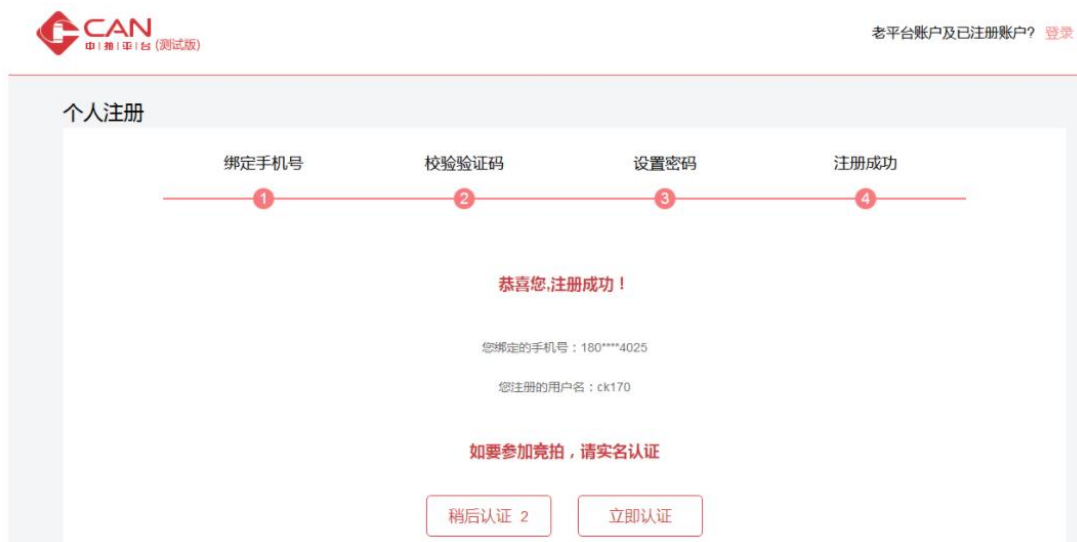 CAN
中|拍|平|台 (测试版)
老平台账户及已注册账户? 登录
个人注册
绑定手机号 校验验证码 设置密码 注册成功
1 2 3 4
恭喜您,注册成功！
您绑定的手机号：180****4025
您注册的用户名：ck170
如要参加竞拍，请实名认证
稍后认证 2 立即认证